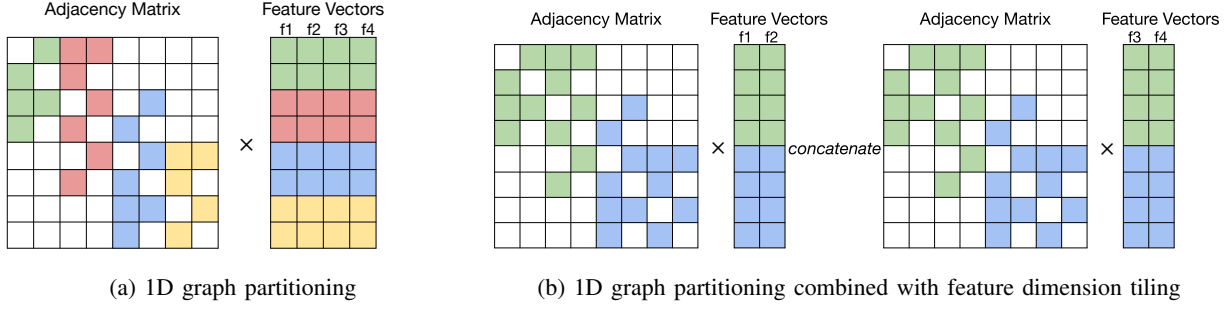 Adjacency Matrix Feature Vectors
f1 f2 f3 f4
×
(a) 1D graph partitioning
Adjacency Matrix Feature Vectors
f1 f2
×
concatenate
Adjacency Matrix Feature Vectors
f3 f4
×
(b) 1D graph partitioning combined with feature dimension tiling